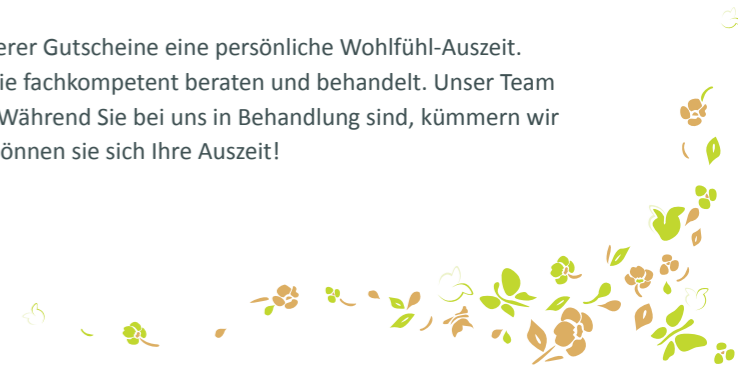 erer Gutscheine eine persönliche Wohlfühl-Auszeit.
ie fachkompetent beraten und behandelt. Unser Team
Während Sie bei uns in Behandlung sind, kümmern wir
önnen sie sich Ihre Auszeit!